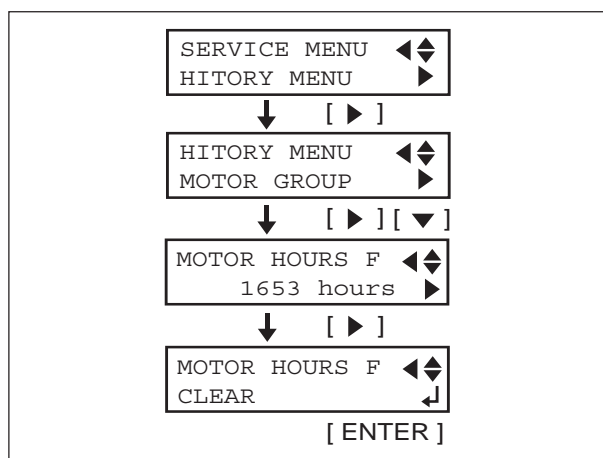 SERVICE MENU ◀◆
HITORY MENU ▶
[ ▶ ]
HITORY MENU ◀◆
MOTOR GROUP ▶
[ ▶ ] [ ▼ ]
MOTOR HOURS F ◀◆
1653 hours ▶
[ ▶ ]
MOTOR HOURS F ◀◆
CLEAR ↵
[ ENTER ]